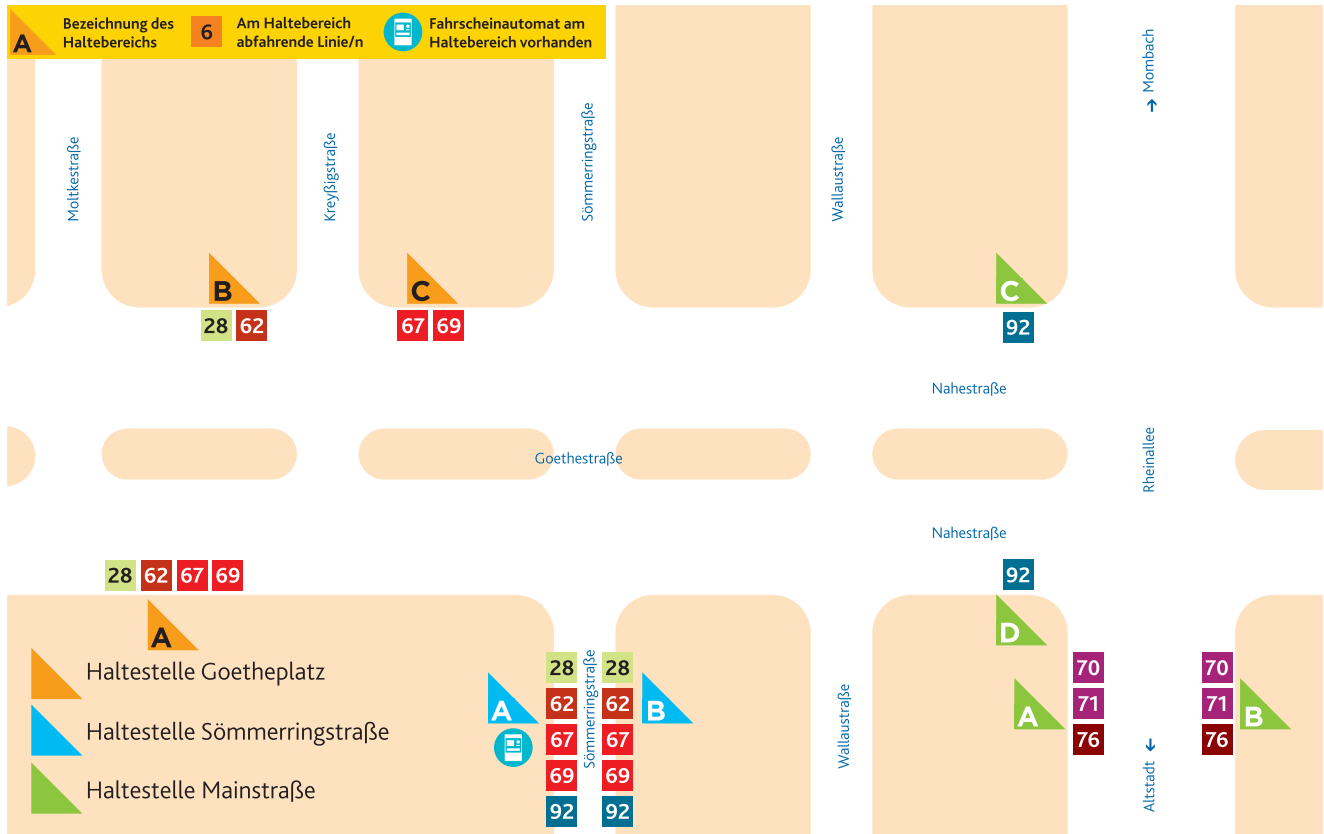 A
Bezeichnung des
Haltebereichs
6
Am Haltebereich
abfahrende Linie/n
Fahrscheinautomat am
Haltebereich vorhanden
Moltkestraße
Kreyßigstraße
Sömmerringstraße
Wallaustraße
→ Mombach
B
28 62
C
67 69
C
92
Nahestraße
Goethestraße
Rheinallee
Nahestraße
28 62 67 69
A
92
D
Haltestelle Goetheplatz
Haltestelle Sömmerringstraße
Haltestelle Mainstraße
A
28
62
67
69
92
Sömmerringstraße
28
62
67
69
92
B
Wallaustraße
A
70
71
76
70
71
76
B
Altstadt ←